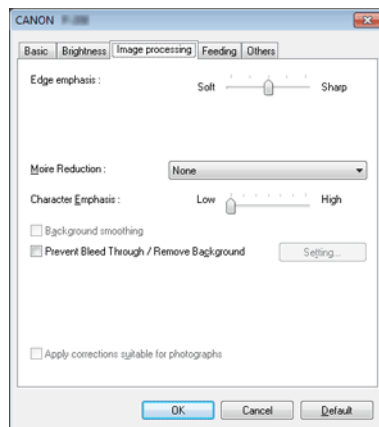 CANON
Basic Brightness Image processing Feeding Others
Edge emphasis :
Soft Sharp
Moire Reduction : None
Character Emphasis : Low High
Background smoothing
Prevent Bleed Through / Remove Background Setting...
Apply corrections suitable for photographs
OK Cancel Default